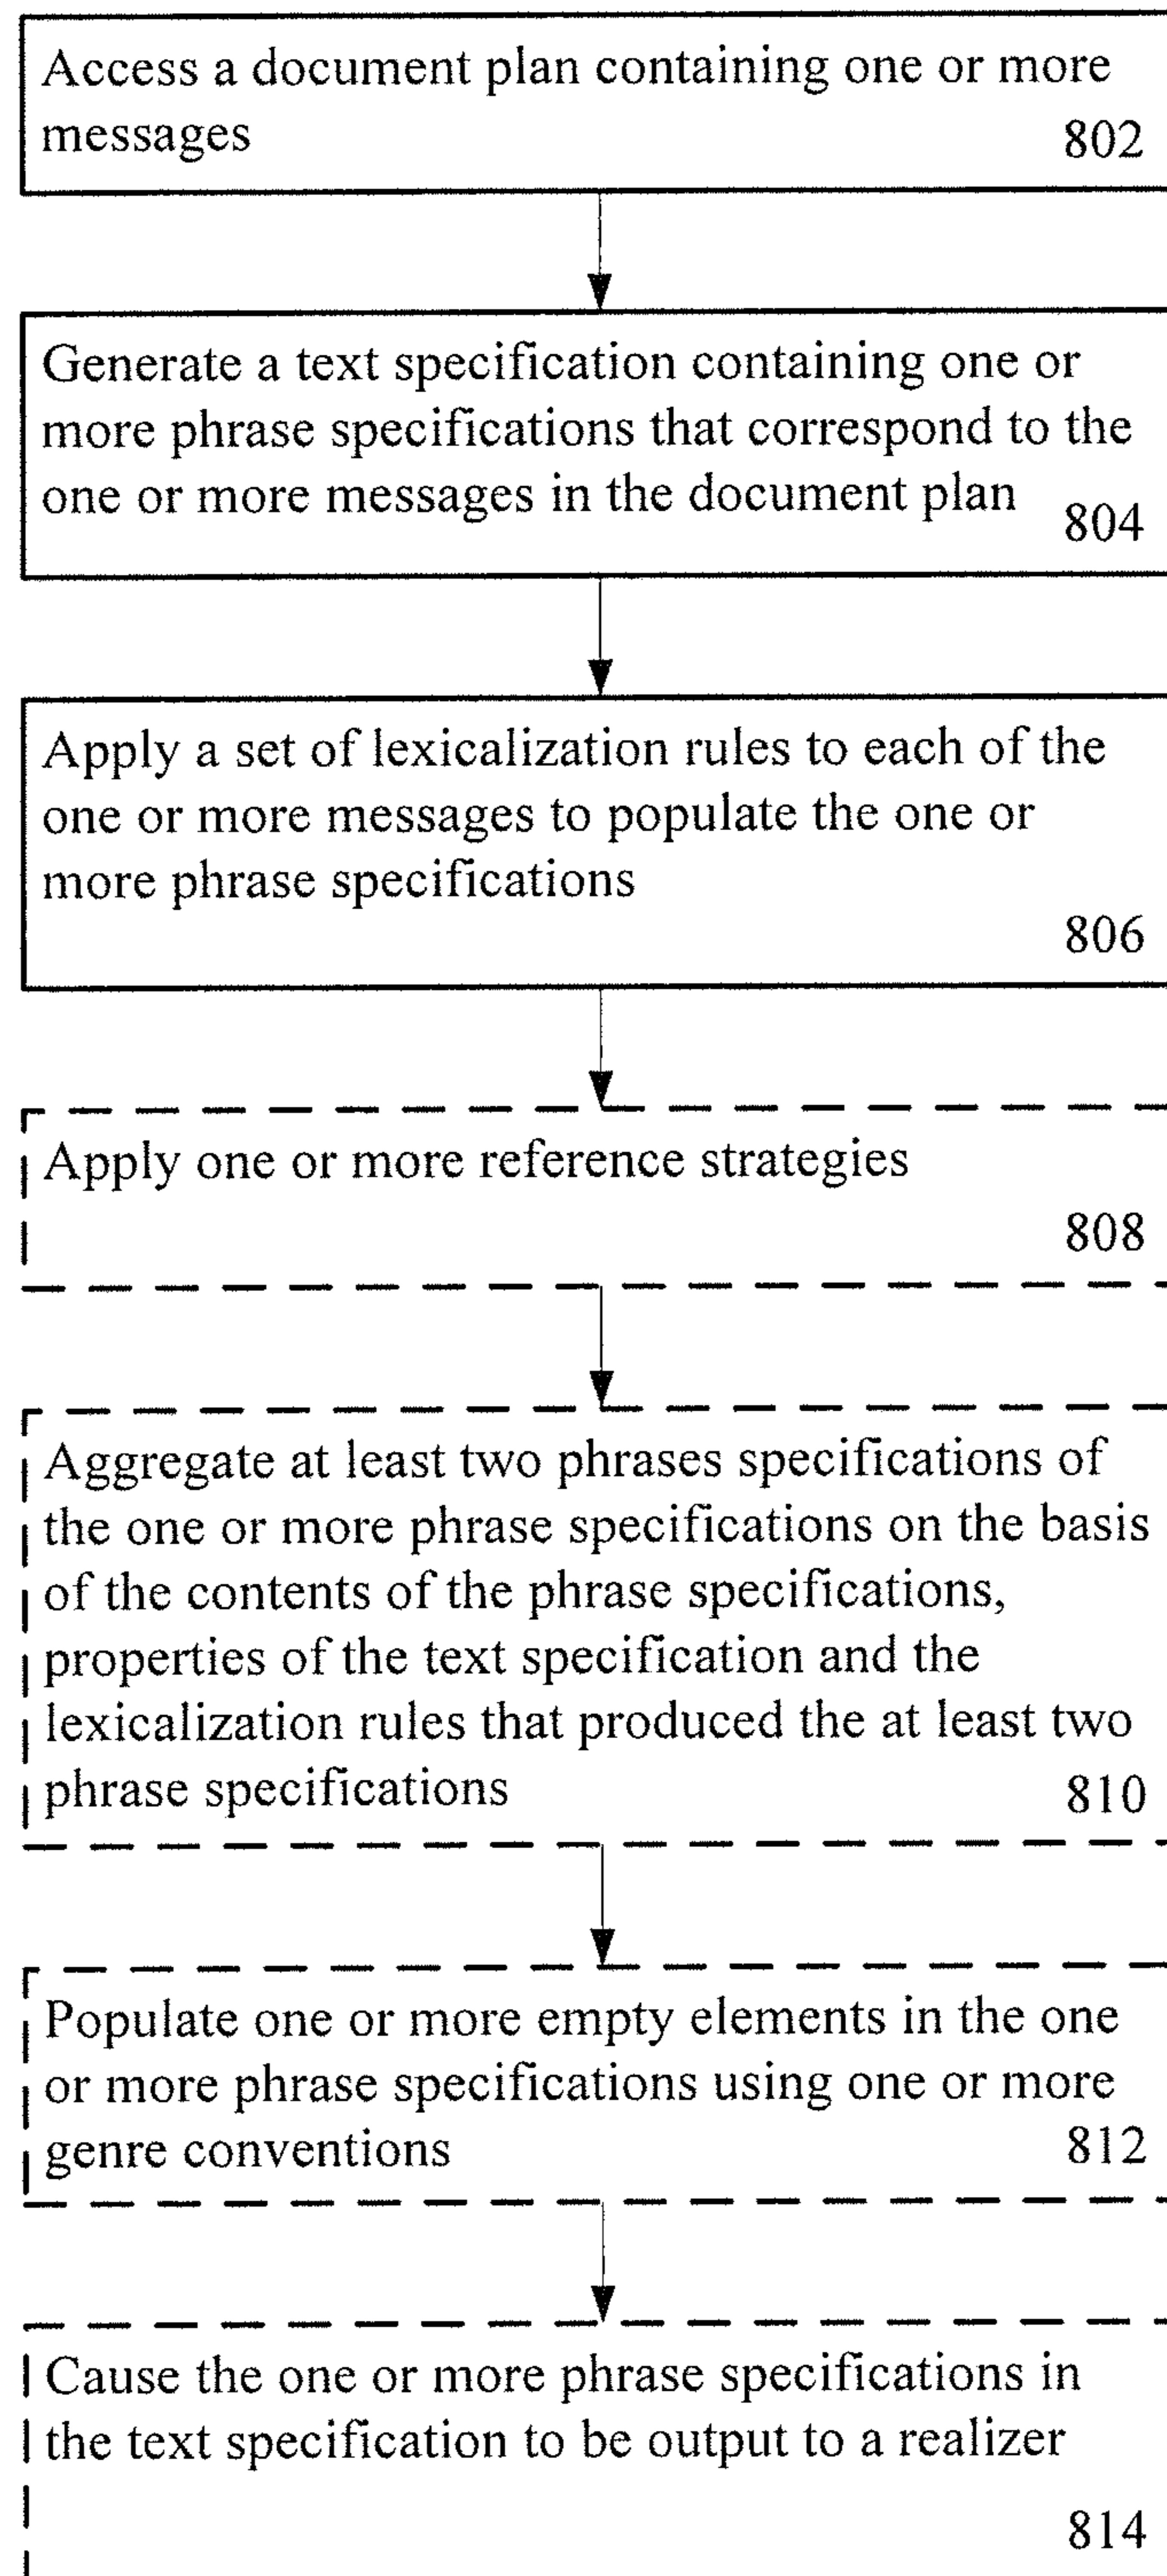 Access a document plan containing one or more
messages 802
Generate a text specification containing one or
more phrase specifications that correspond to the
one or more messages in the document plan 804
Apply a set of lexicalization rules to each of the
one or more messages to populate the one or
more phrase specifications
806
Apply one or more reference strategies
808
Aggregate at least two phrases specifications of
the one or more phrase specifications on the basis
of the contents of the phrase specifications,
properties of the text specification and the
lexicalization rules that produced the at least two
phrase specifications 810
Populate one or more empty elements in the one
or more phrase specifications using one or more
genre conventions 812
Cause the one or more phrase specifications in
the text specification to be output to a realizer
814